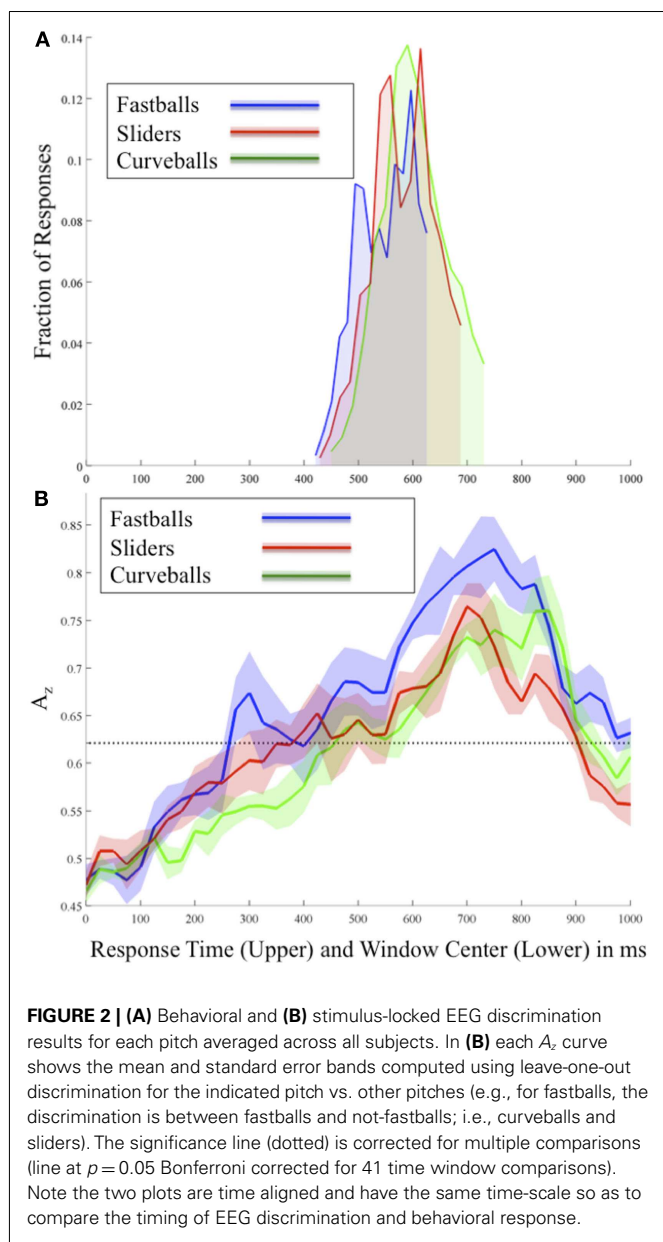 A
0.14
0.12
0.1
0.08
0.06
0.04
0.02
0
Fraction of Responses
Fastballs
Sliders
Curveballs
0 100 200 300 400 500 600 700 800 900 1000
B
0.85
0.8
0.75
0.7
0.65
0.6
0.55
0.5
0.45
Az
Fastballs
Sliders
Curveballs
0 100 200 300 400 500 600 700 800 900 1000
Response Time (Upper) and Window Center (Lower) in ms
FIGURE 2 | (A) Behavioral and (B) stimulus-locked EEG discrimination
results for each pitch averaged across all subjects. In (B) each Az curve
shows the mean and standard error bands computed using leave-one-out
discrimination for the indicated pitch vs. other pitches (e.g., for fastballs, the
discrimination is between fastballs and not-fastballs; i.e., curveballs and
sliders). The significance line (dotted) is corrected for multiple comparisons
(line at p = 0.05 Bonferroni corrected for 41 time window comparisons).
Note the two plots are time aligned and have the same time-scale so as to
compare the timing of EEG discrimination and behavioral response.